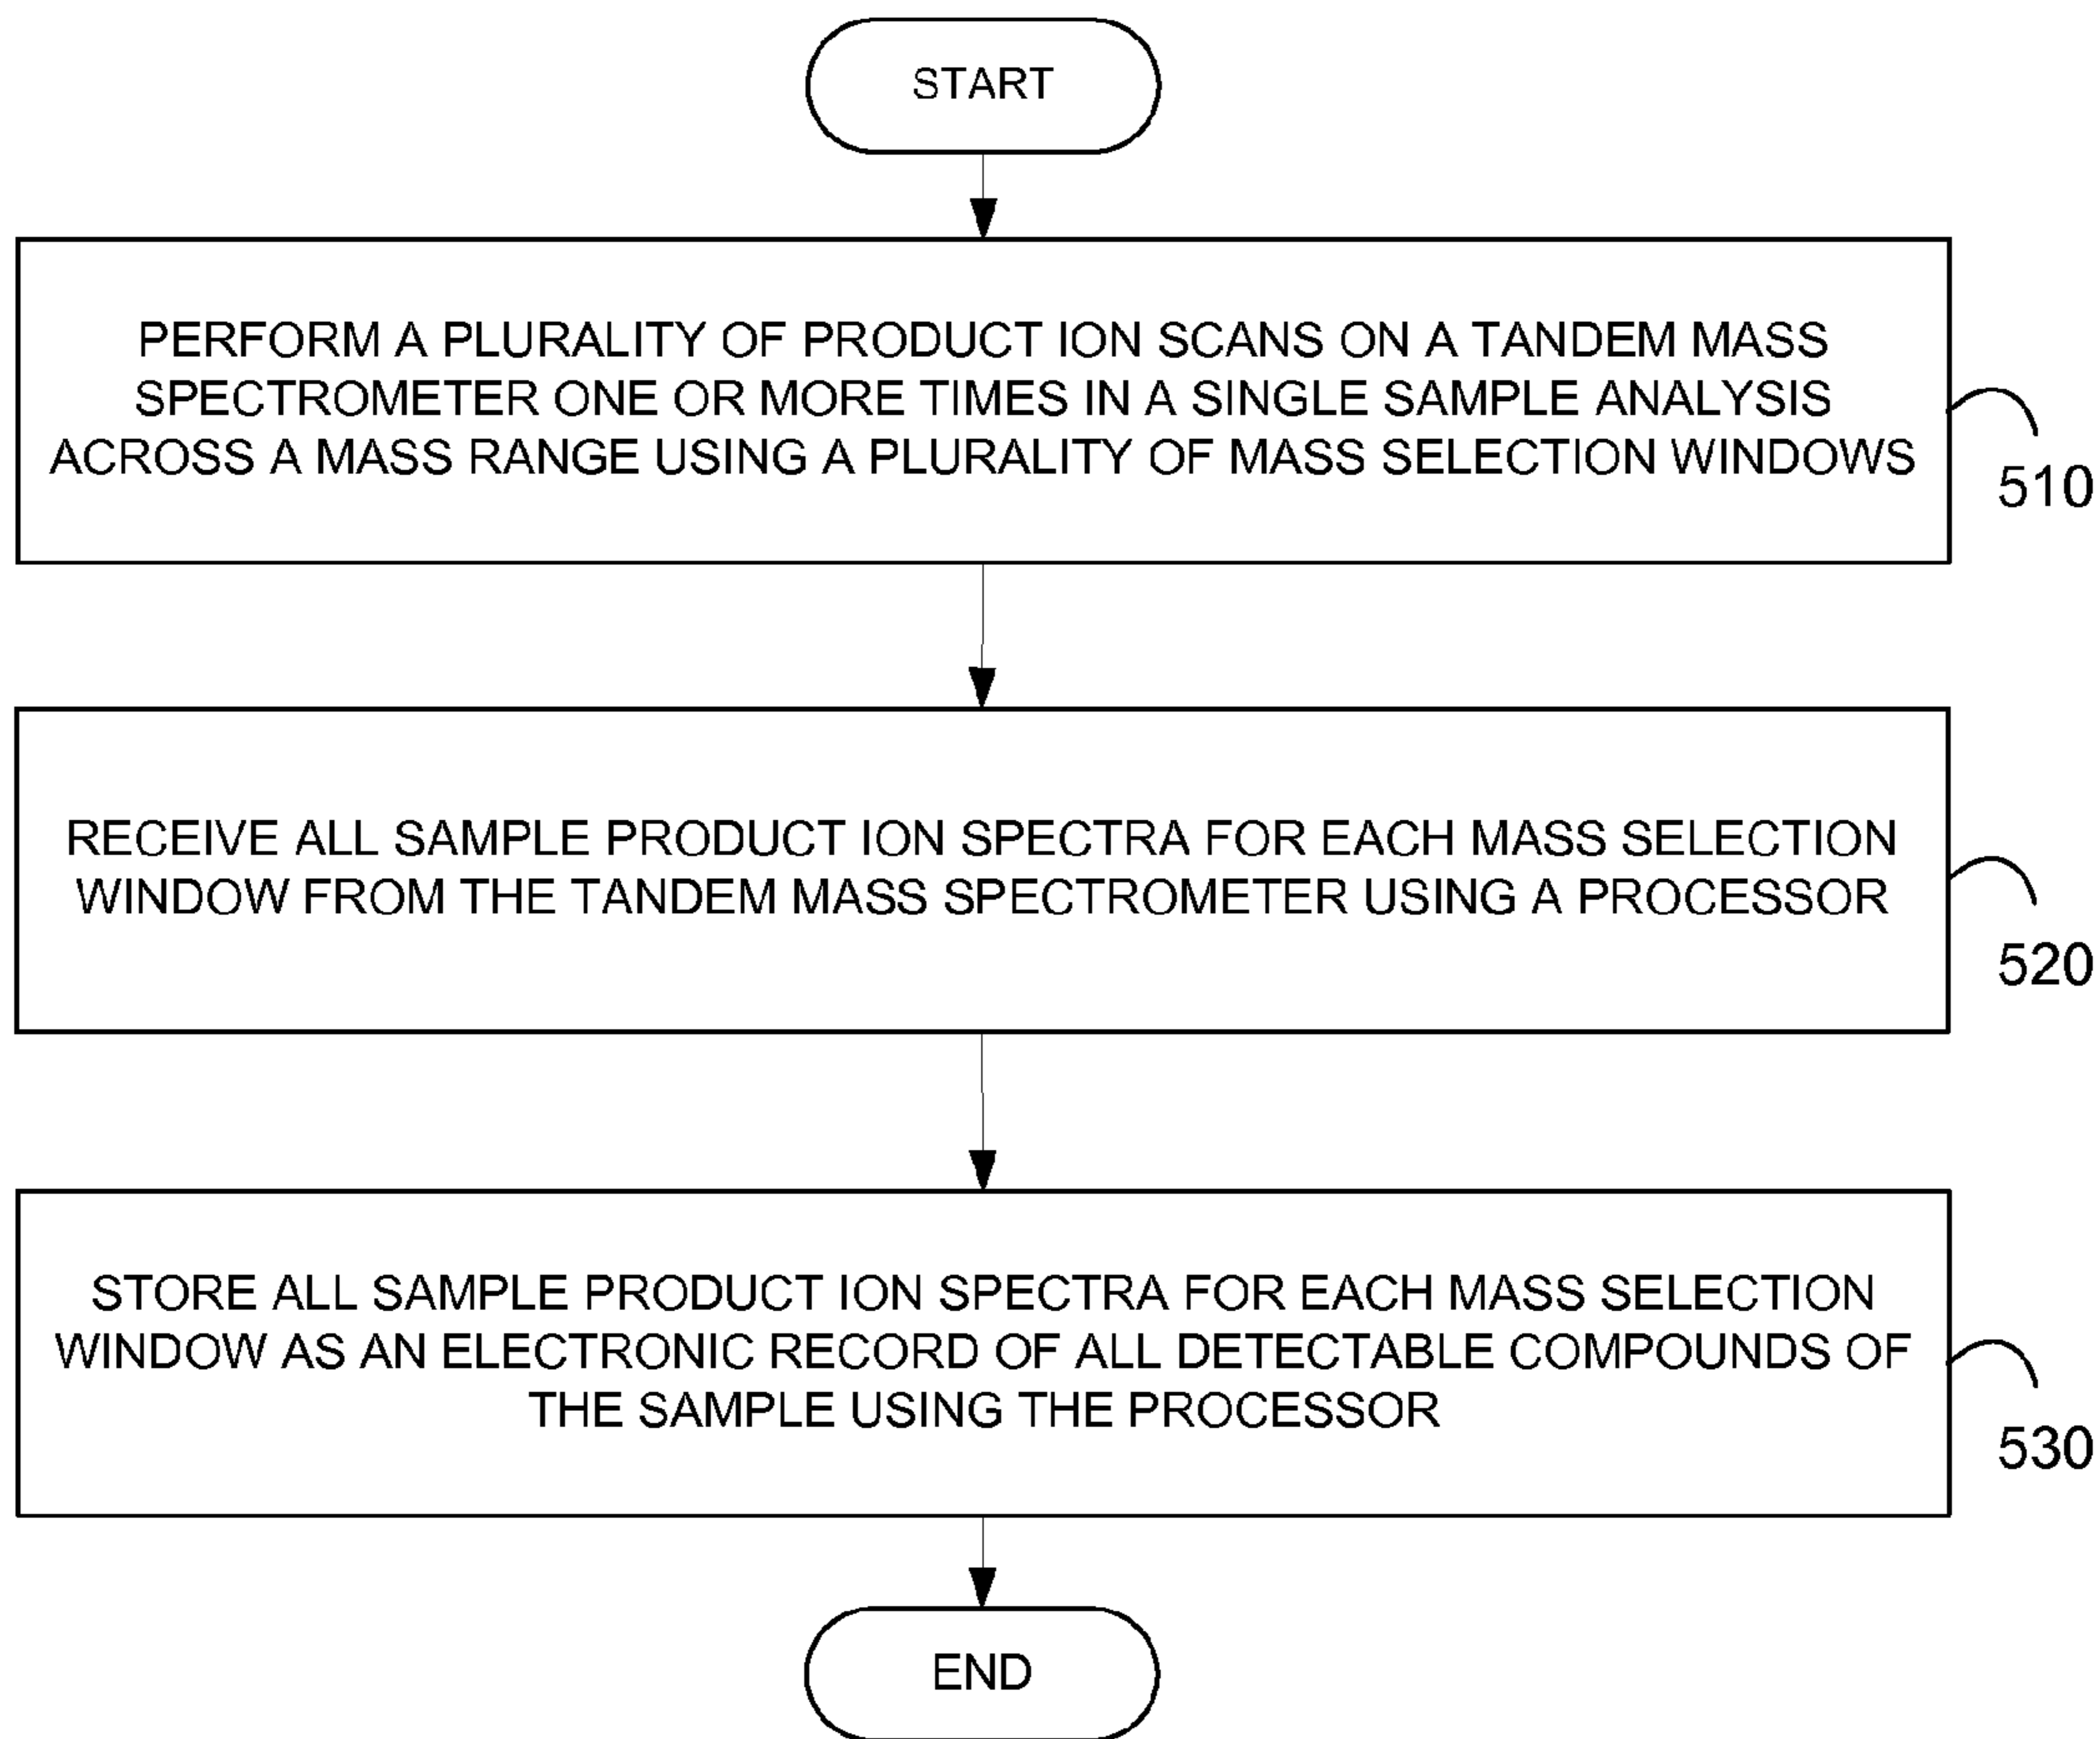 START
PERFORM A PLURALITY OF PRODUCT ION SCANS ON A TANDEM MASS
SPECTROMETER ONE OR MORE TIMES IN A SINGLE SAMPLE ANALYSIS
ACROSS A MASS RANGE USING A PLURALITY OF MASS SELECTION WINDOWS
510
RECEIVE ALL SAMPLE PRODUCT ION SPECTRA FOR EACH MASS SELECTION
WINDOW FROM THE TANDEM MASS SPECTROMETER USING A PROCESSOR
520
STORE ALL SAMPLE PRODUCT ION SPECTRA FOR EACH MASS SELECTION
WINDOW AS AN ELECTRONIC RECORD OF ALL DETECTABLE COMPOUNDS OF
THE SAMPLE USING THE PROCESSOR
530
END